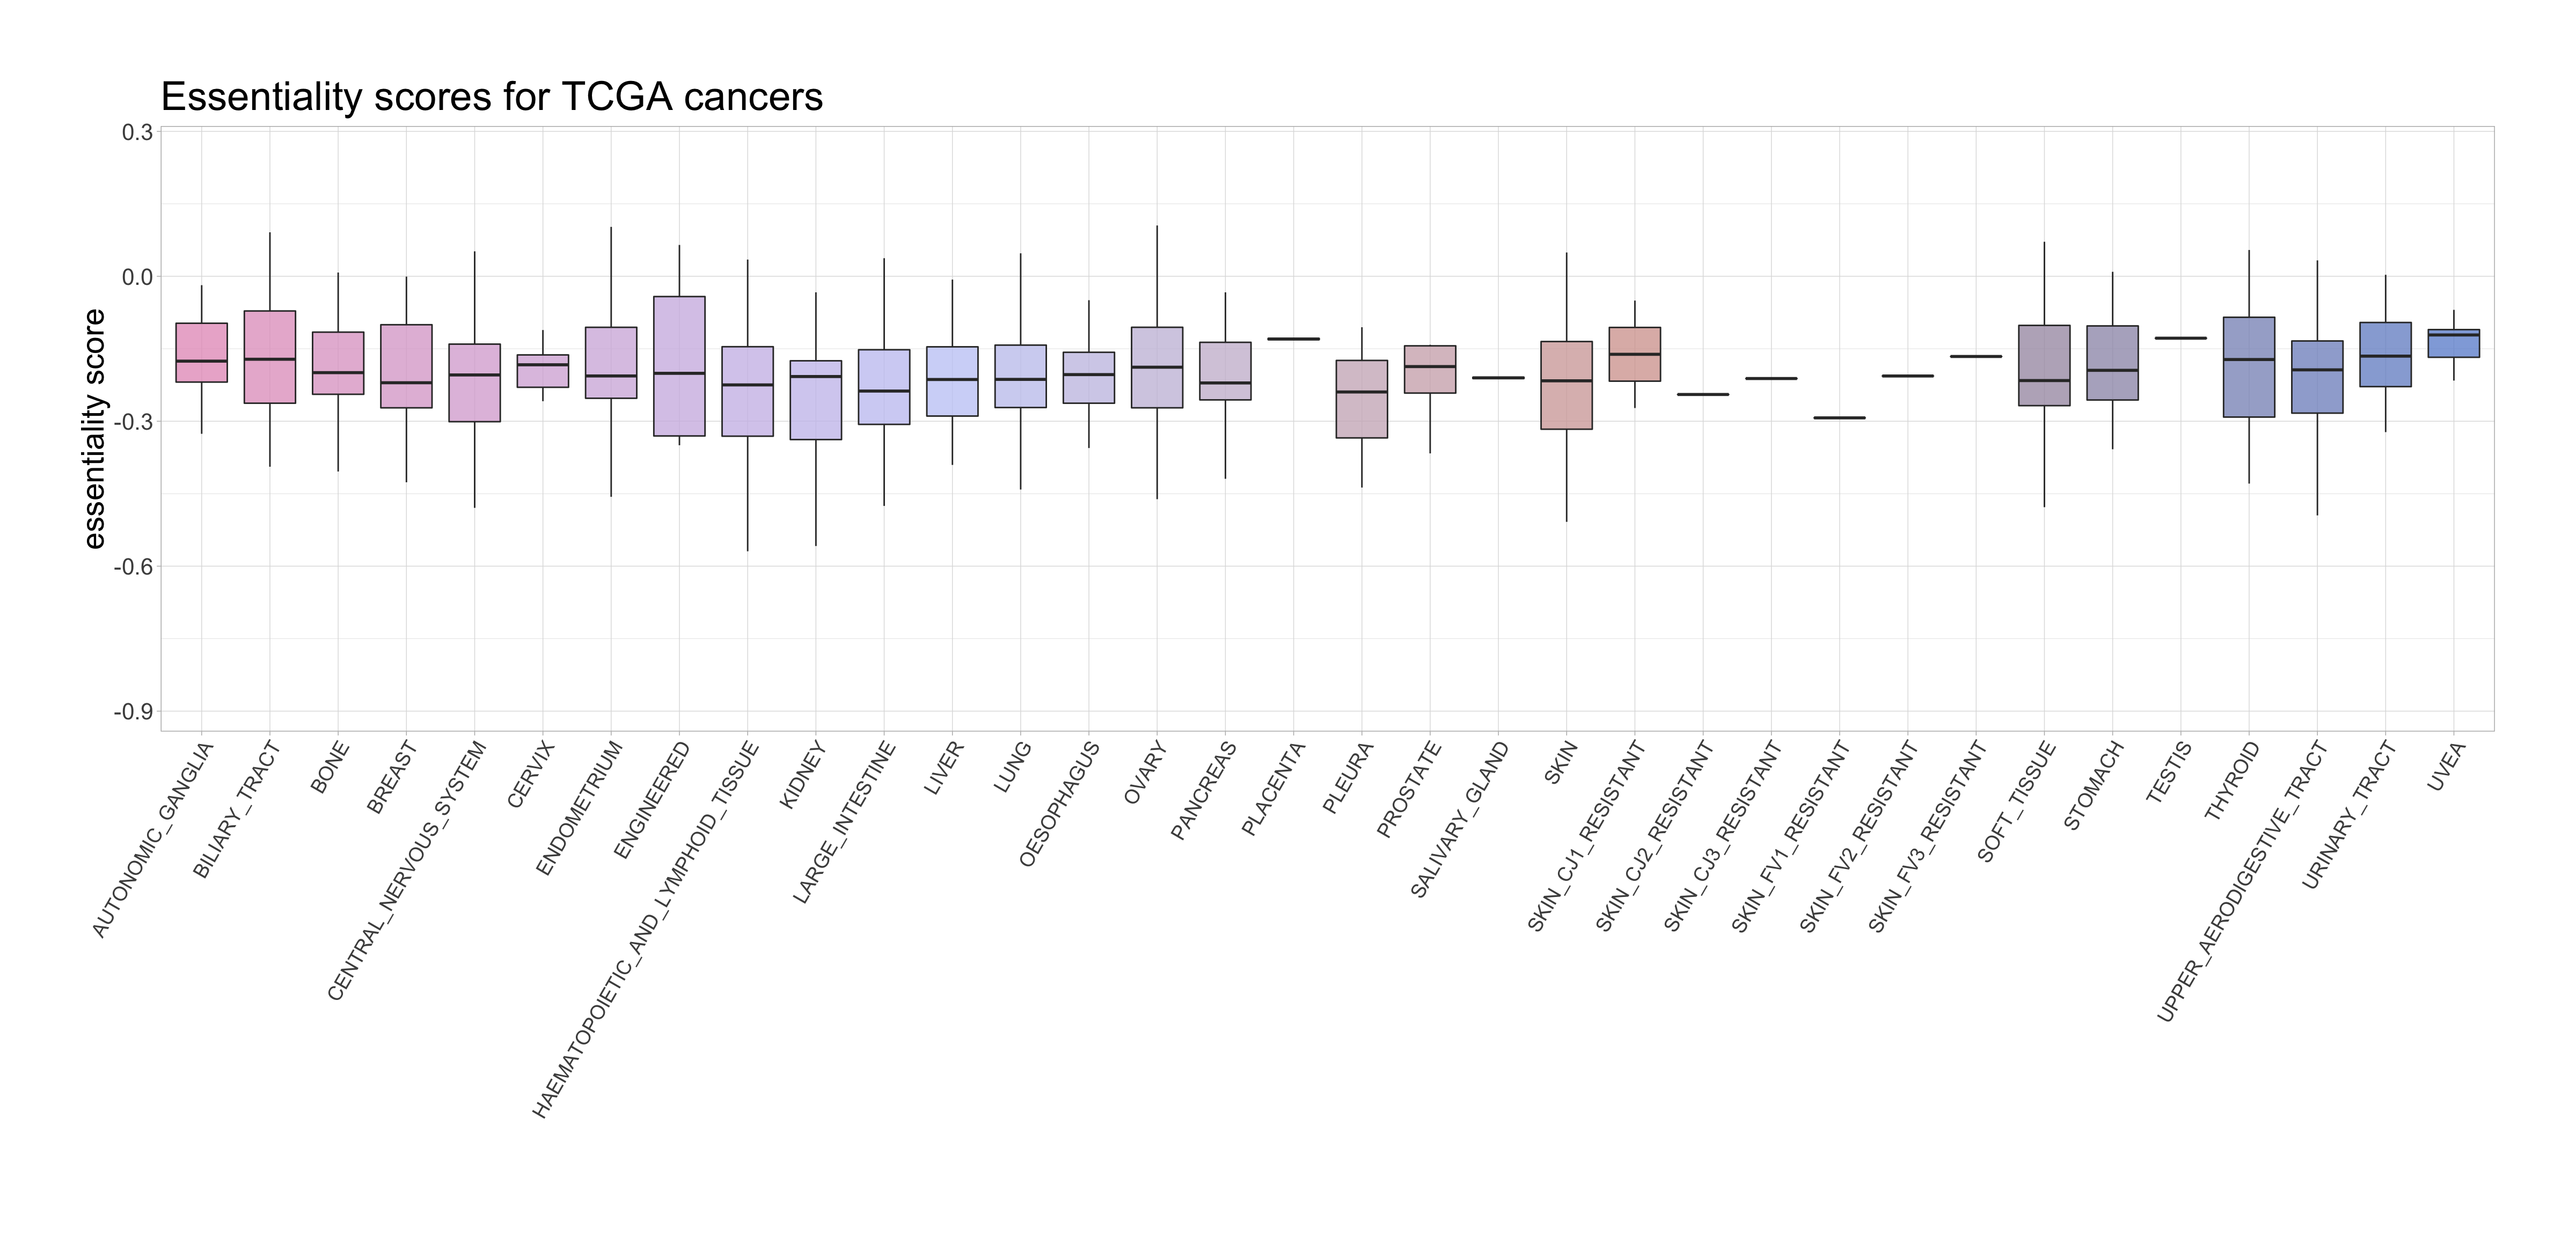 Essentiality scores for TCGA cancers
essentiality score
0.3
0.0
-0.3
-0.6
-0.9
AUTONOMIC_GANGLIA
BILIARY_TRACT
BONE
BREAST
CENTRAL_NERVOUS_SYSTEM
CERVIX
ENDOMETRIUM
ENGINEERED
HAEMATOPOIETIC_AND_LYMPHOID_TISSUE
KIDNEY
LARGE_INTESTINE
LIVER
LUNG
OESOPHAGUS
OVARY
PANCREAS
PLACENTA
PLEURA
PROSTATE
SALIVARY_GLAND
SKIN
SKIN_CJ1_RESISTANT
SKIN_CJ2_RESISTANT
SKIN_CJ3_RESISTANT
SKIN_FV1_RESISTANT
SKIN_FV2_RESISTANT
SKIN_FV3_RESISTANT
SOFT_TISSUE
STOMACH
TESTIS
THYROID
UPPER_AERODIGESTIVE_TRACT
URINARY_TRACT
UVEA